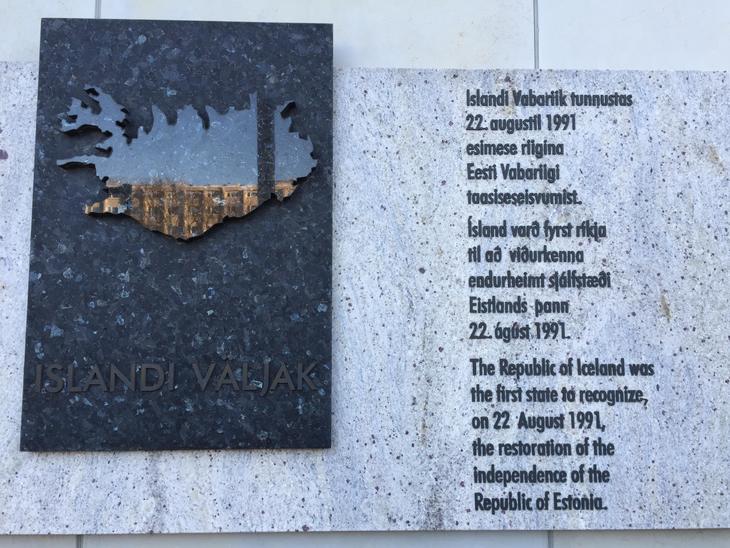 ISLANDI VÄLJAK
Islandi Vabariik tunnustas
22. augustil 1991
esimese riigina
Eesti Vabariigi
taasiseseisvumist.
Ísland varð fyrst ríkja
til að viðurkenna
endurheimt sjálfstæði
Eistlands þann
22. ágúst 1991.
The Republic of Iceland was
the first state to recognize,
on 22 August 1991,
the restoration of the
independence of the
Republic of Estonia.